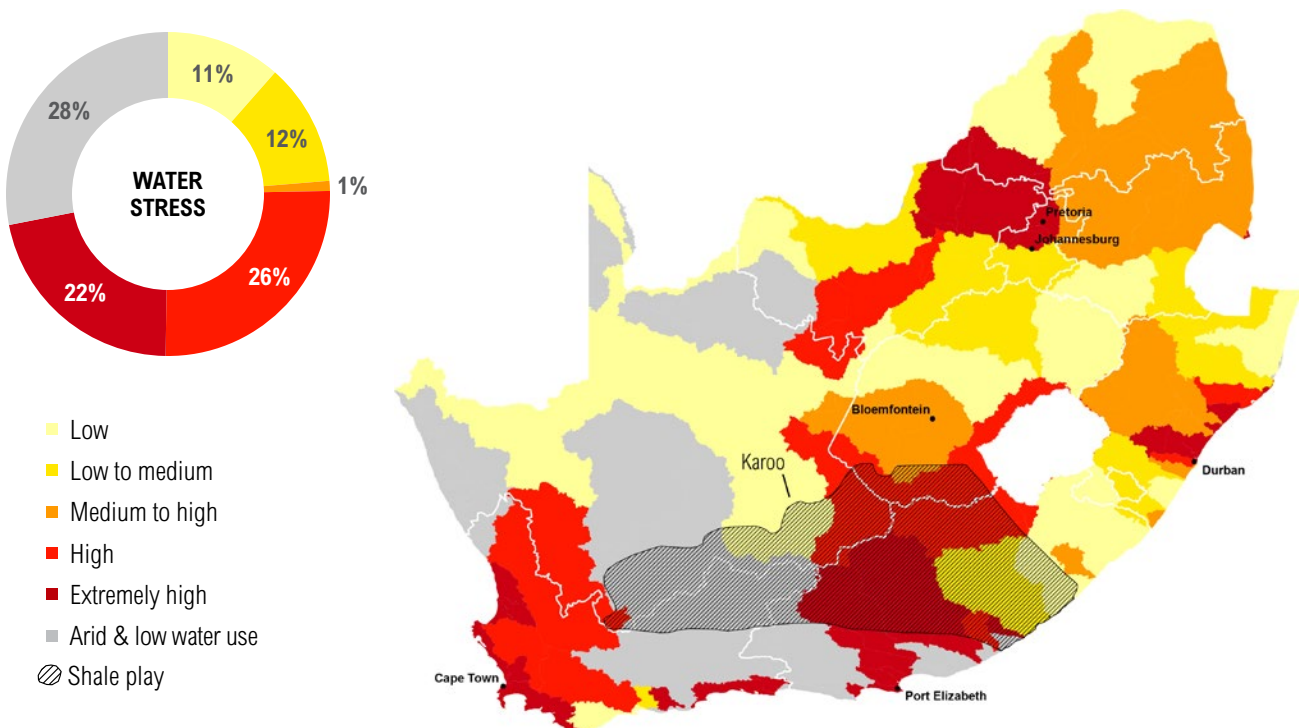 11%
12%
1%
26%
22%
28%
WATER
STRESS
Low
Low to medium
Medium to high
High
Extremely high
Arid & low water use
Shale play
Pretoria
Johannesburg
Bloemfontein
Karoo
Durban
Cape Town
Port Elizabeth